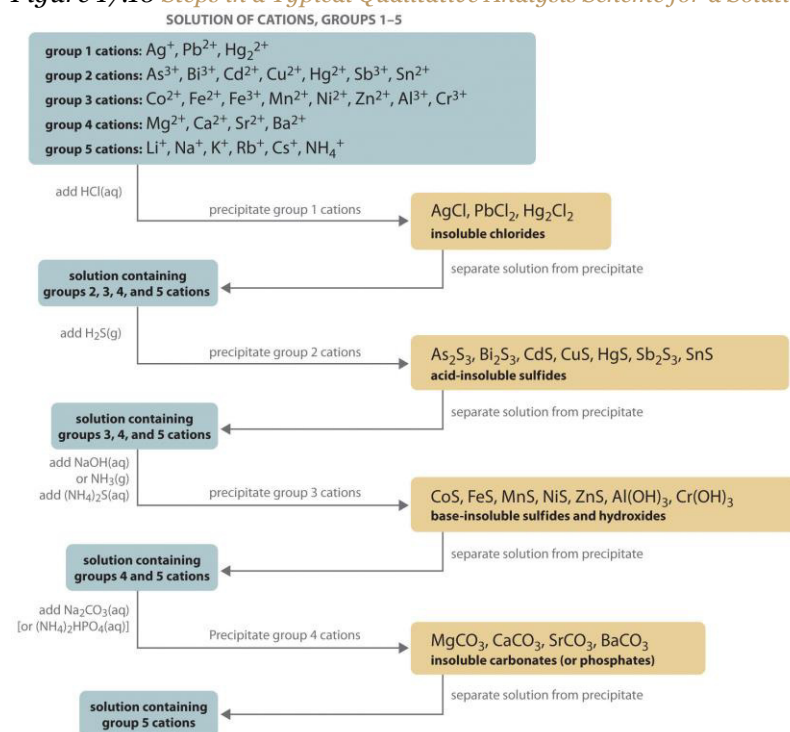 Figure 17.18 Steps in a Typical Qualitative Analysis Scheme for a Solut
SOLUTION OF CATIONS, GROUPS 1–5
group 1 cations: Ag⁺, Pb²⁺, Hg₂²⁺
group 2 cations: As³⁺, Bi³⁺, Cd²⁺, Cu²⁺, Hg²⁺, Sb³⁺, Sn²⁺
group 3 cations: Co²⁺, Fe²⁺, Fe³⁺, Mn²⁺, Ni²⁺, Zn²⁺, Al³⁺, Cr³⁺
group 4 cations: Mg²⁺, Ca²⁺, Sr²⁺, Ba²⁺
group 5 cations: Li⁺, Na⁺, K⁺, Rb⁺, Cs⁺, NH₄⁺
add HCl(aq)
precipitate group 1 cations
AgCl, PbCl₂, Hg₂Cl₂
insoluble chlorides
separate solution from precipitate
solution containing
groups 2, 3, 4, and 5 cations
add H₂S(g)
precipitate group 2 cations
As₂S₃, Bi₂S₃, CdS, CuS, HgS, Sb₂S₃, SnS
acid-insoluble sulfides
separate solution from precipitate
solution containing
groups 3, 4, and 5 cations
add NaOH(aq)
or NH₃(g)
add (NH₄)₂S(aq)
precipitate group 3 cations
CoS, FeS, MnS, NiS, ZnS, Al(OH)₃, Cr(OH)₃
base-insoluble sulfides and hydroxides
separate solution from precipitate
solution containing
groups 4 and 5 cations
add Na₂CO₃(aq)
[or (NH₄)₂HPO₄(aq)]
Precipitate group 4 cations
MgCO₃, CaCO₃, SrCO₃, BaCO₃
insoluble carbonates (or phosphates)
separate solution from precipitate
solution containing
group 5 cations